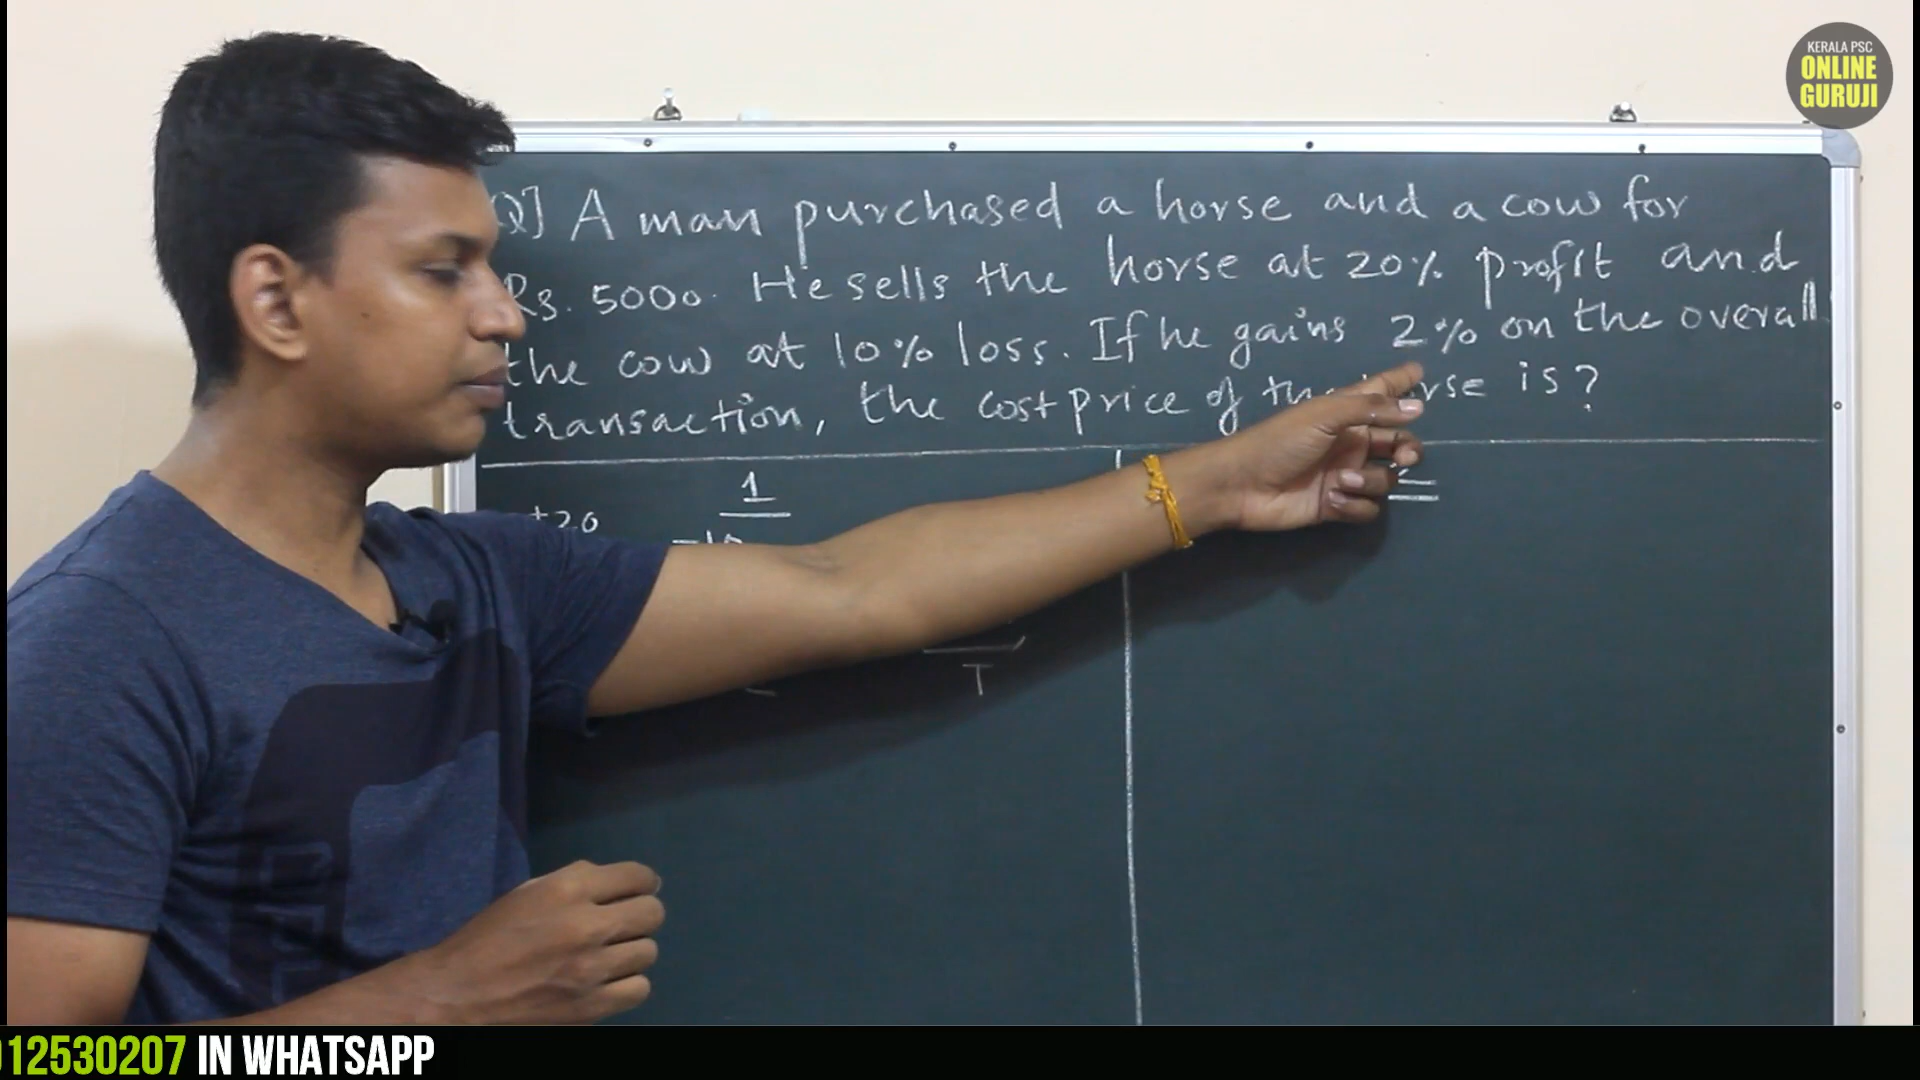 KERALA PSC
ONLINE
GURUJI
Q] A man purchased a horse and a cow for
Rs. 5000. He sells the horse at 20% profit and
the cow at 10% loss. If he gains 2% on the overall
transaction, the cost price of is?
1
+20
-10
T
12530207 IN WHATSAPP